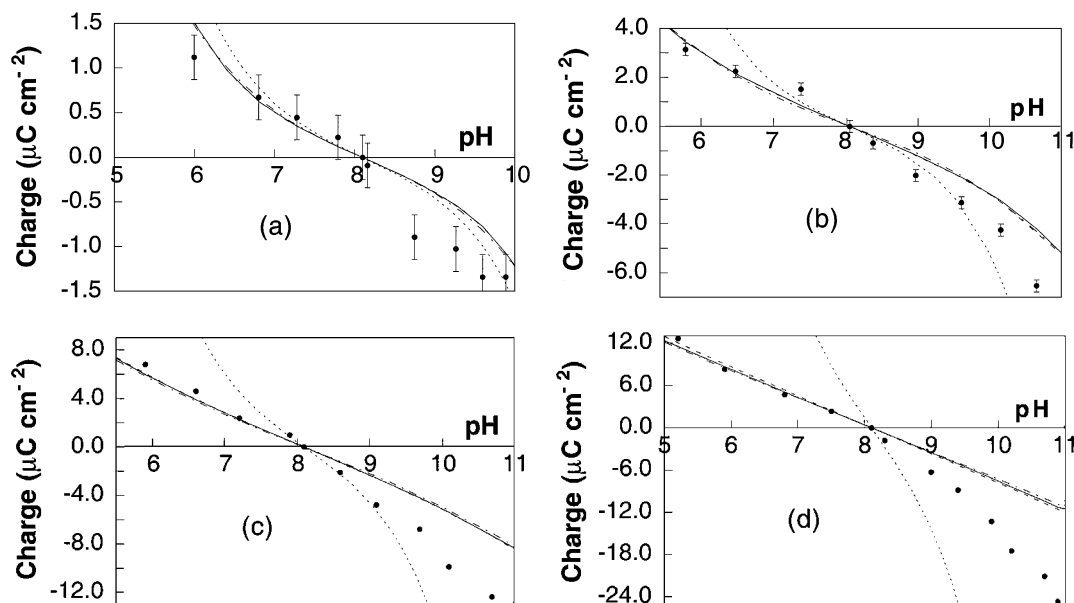 1.5
1.0
0.5
0.0
-0.5
-1.0
-1.5
5 6 7 8 9 10
pH
Charge (μC cm-2)
(a)
4.0
2.0
0.0
-2.0
-4.0
-6.0
6 7 8 9 10 11
pH
Charge (μC cm-2)
(b)
8.0
4.0
0.0
-4.0
-8.0
-12.0
6 7 8 9 10 11
pH
Charge (μC cm-2)
(c)
12.0
6.0
0.0
-6.0
-12.0
-18.0
-24.0
5 6 7 8 9 10 11
pH
Charge (μC cm-2)
(d)